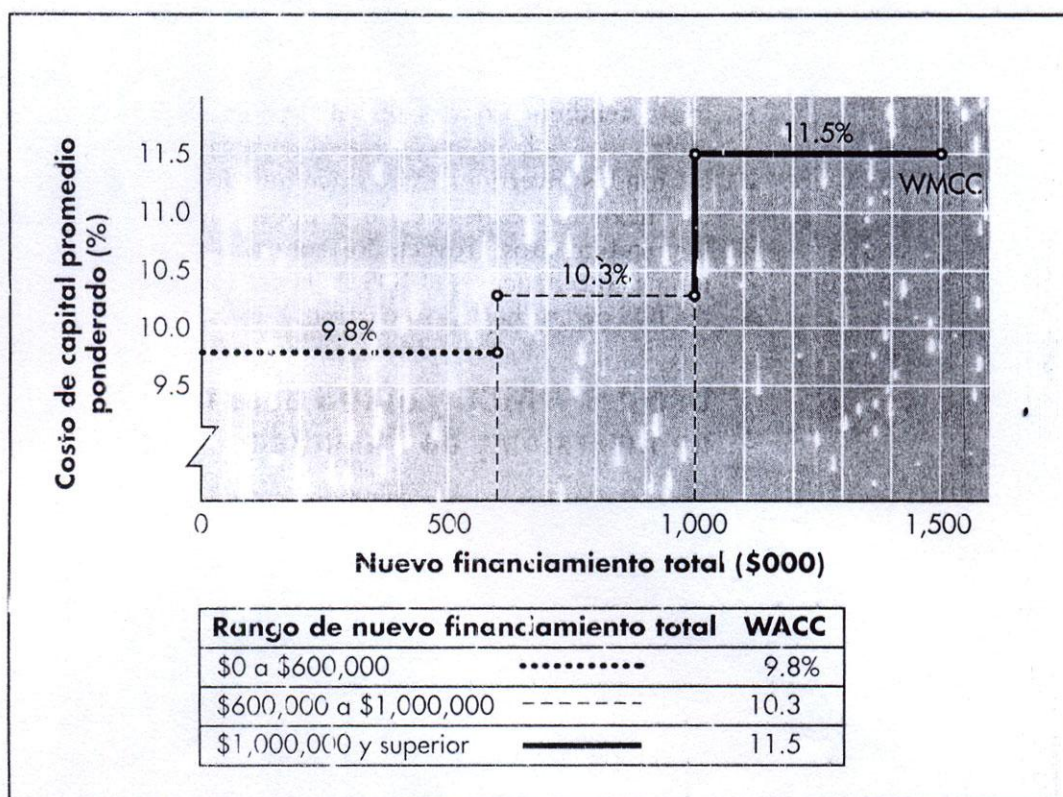 Costo de capital promedio
ponderado (%)
11.5
11.0
10.5
10.0
9.5
11.5%
WMCC
10.3%
9.8%
0
500
1,000
1,500
Nuevo financiamiento total ($000)
Rango de nuevo financiamiento total WACC
$0 a $600,000 9.8%
$600,000 a $1,000,000 10.3
$1,000,000 y superior 11.5